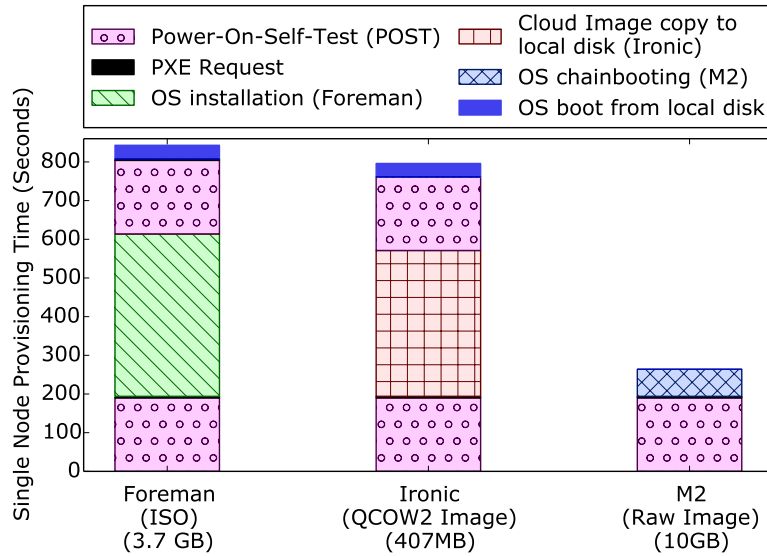 Power-On-Self-Test (POST)
PXE Request
OS installation (Foreman)
Cloud Image copy to
local disk (Ironic)
OS chainbooting (M2)
OS boot from local disk
Single Node Provisioning Time (Seconds)
800
700
600
500
400
300
200
100
0
Foreman
(ISO)
(3.7 GB)
Ironic
(QCOW2 Image)
(407MB)
M2
(Raw Image)
(10GB)